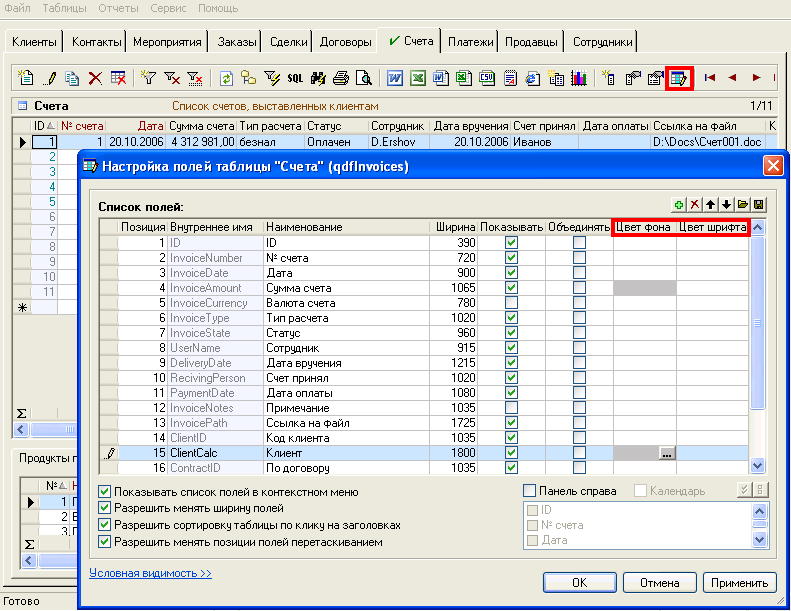 Файл Таблицы Отчеты Сервис Помощь
Клиенты Контакты Мероприятия Заказы Сделки Договоры Счета Платежи Продавцы Сотрудники
SQL
Счета Список счетов, выставленных клиентам 1/11
ID № счета Дата Сумма счета Тип расчета Статус Сотрудник Дата вручения Счет принял Дата оплаты Ссылка на файл К
1 1 20.10.2006 4 312 981,00 безнал Оплачен D.Ershov 20.10.2006 Иванов D:\Docs\Счет001.doc
2
3
4
5
6
7
8
9
10
11
Σ
Настройка полей таблицы "Счета" (qdfInvoices)
Список полей:
Позиция Внутреннее имя Наименование Ширина Показывать Объединять Цвет фона Цвет шрифта
1 ID ID 390
2 InvoiceNumber № счета 720
3 InvoiceDate Дата 900
4 InvoiceAmount Сумма счета 1065
5 InvoiceCurrency Валюта счета 780
6 InvoiceType Тип расчета 1020
7 InvoiceState Статус 960
8 UserName Сотрудник 915
9 DeliveryDate Дата вручения 1215
10 RecivingPerson Счет принял 1020
11 PaymentDate Дата оплаты 1080
12 InvoiceNotes Примечание 1035
13 InvoicePath Ссылка на файл 1725
14 ClientID Код клиента 1035
15 ClientCalc Клиент 1800 ...
16 ContractID По договору 1035
Показывать список полей в контекстном меню
Разрешить менять ширину полей
Разрешить сортировку таблицы по клику на заголовках
Разрешить менять позиции полей перетаскиванием
Панель справа Календарь
ID
№ счета
Дата
Условная видимость >>
OK Отмена Применить
Продукты п
№
1
2
3
Σ
Готово